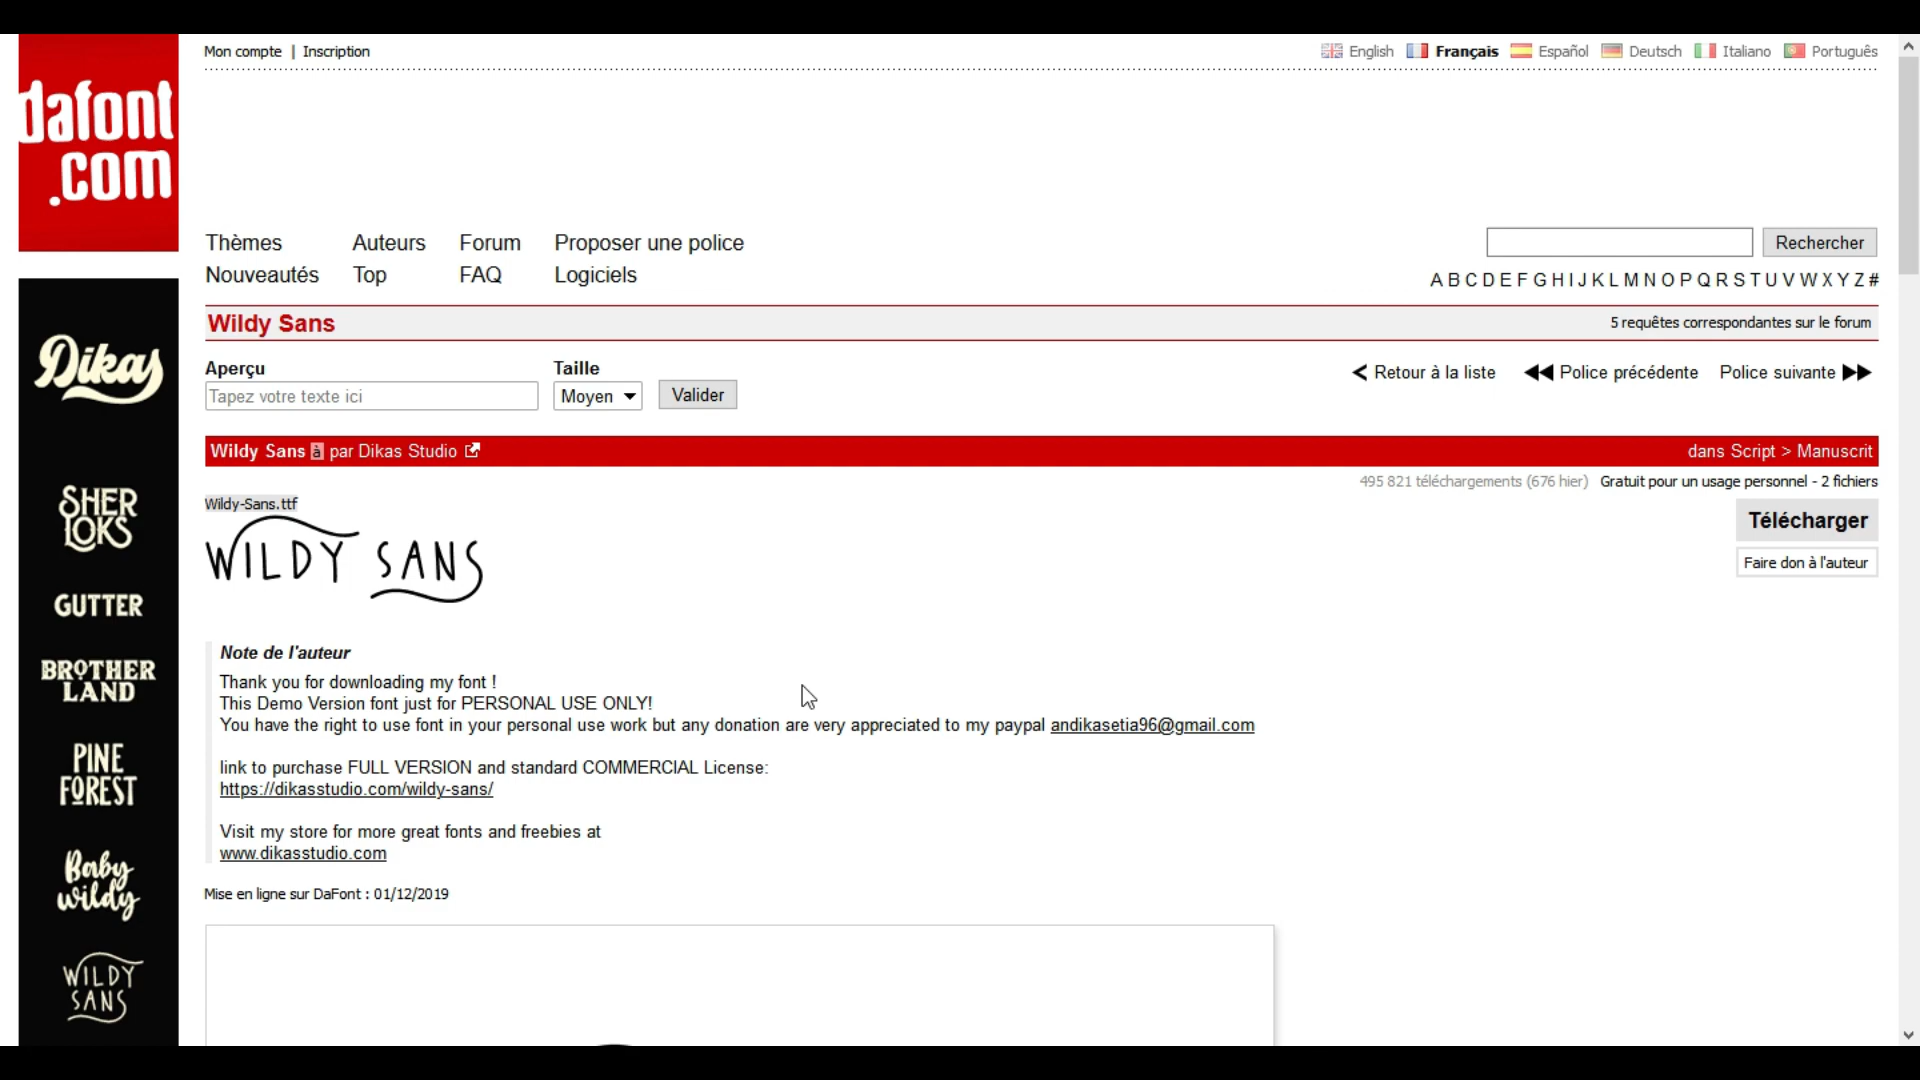 dafont
.com
Mon compte | Inscription
English Français Español Deutsch Italiano Português
Thèmes Auteurs Forum Proposer une police
Nouveautés Top FAQ Logiciels
Rechercher
A B C D E F G H I J K L M N O P Q R S T U V W X Y Z #
Wildy Sans
5 requêtes correspondantes sur le forum
Aperçu Taille
Tapez votre texte ici Moyen Valider
< Retour à la liste Police précédente Police suivante
Wildy Sans à par Dikas Studio
dans Script > Manuscrit
495 821 téléchargements (676 hier) Gratuit pour un usage personnel - 2 fichiers
Wildy-Sans.ttf
WILDY SANS
Télécharger
Faire don à l'auteur
Note de l'auteur
Thank you for downloading my font !
This Demo Version font just for PERSONAL USE ONLY!
You have the right to use font in your personal use work but any donation are very appreciated to my paypal andikasetia96@gmail.com
link to purchase FULL VERSION and standard COMMERCIAL License:
https://dikasstudio.com/wildy-sans/
Visit my store for more great fonts and freebies at
www.dikasstudio.com
Mise en ligne sur DaFont : 01/12/2019
Dikas
SHER
LOKS
GUTTER
BROTHER
LAND
PINE
FOREST
Baby
wildy
WILDY
SANS